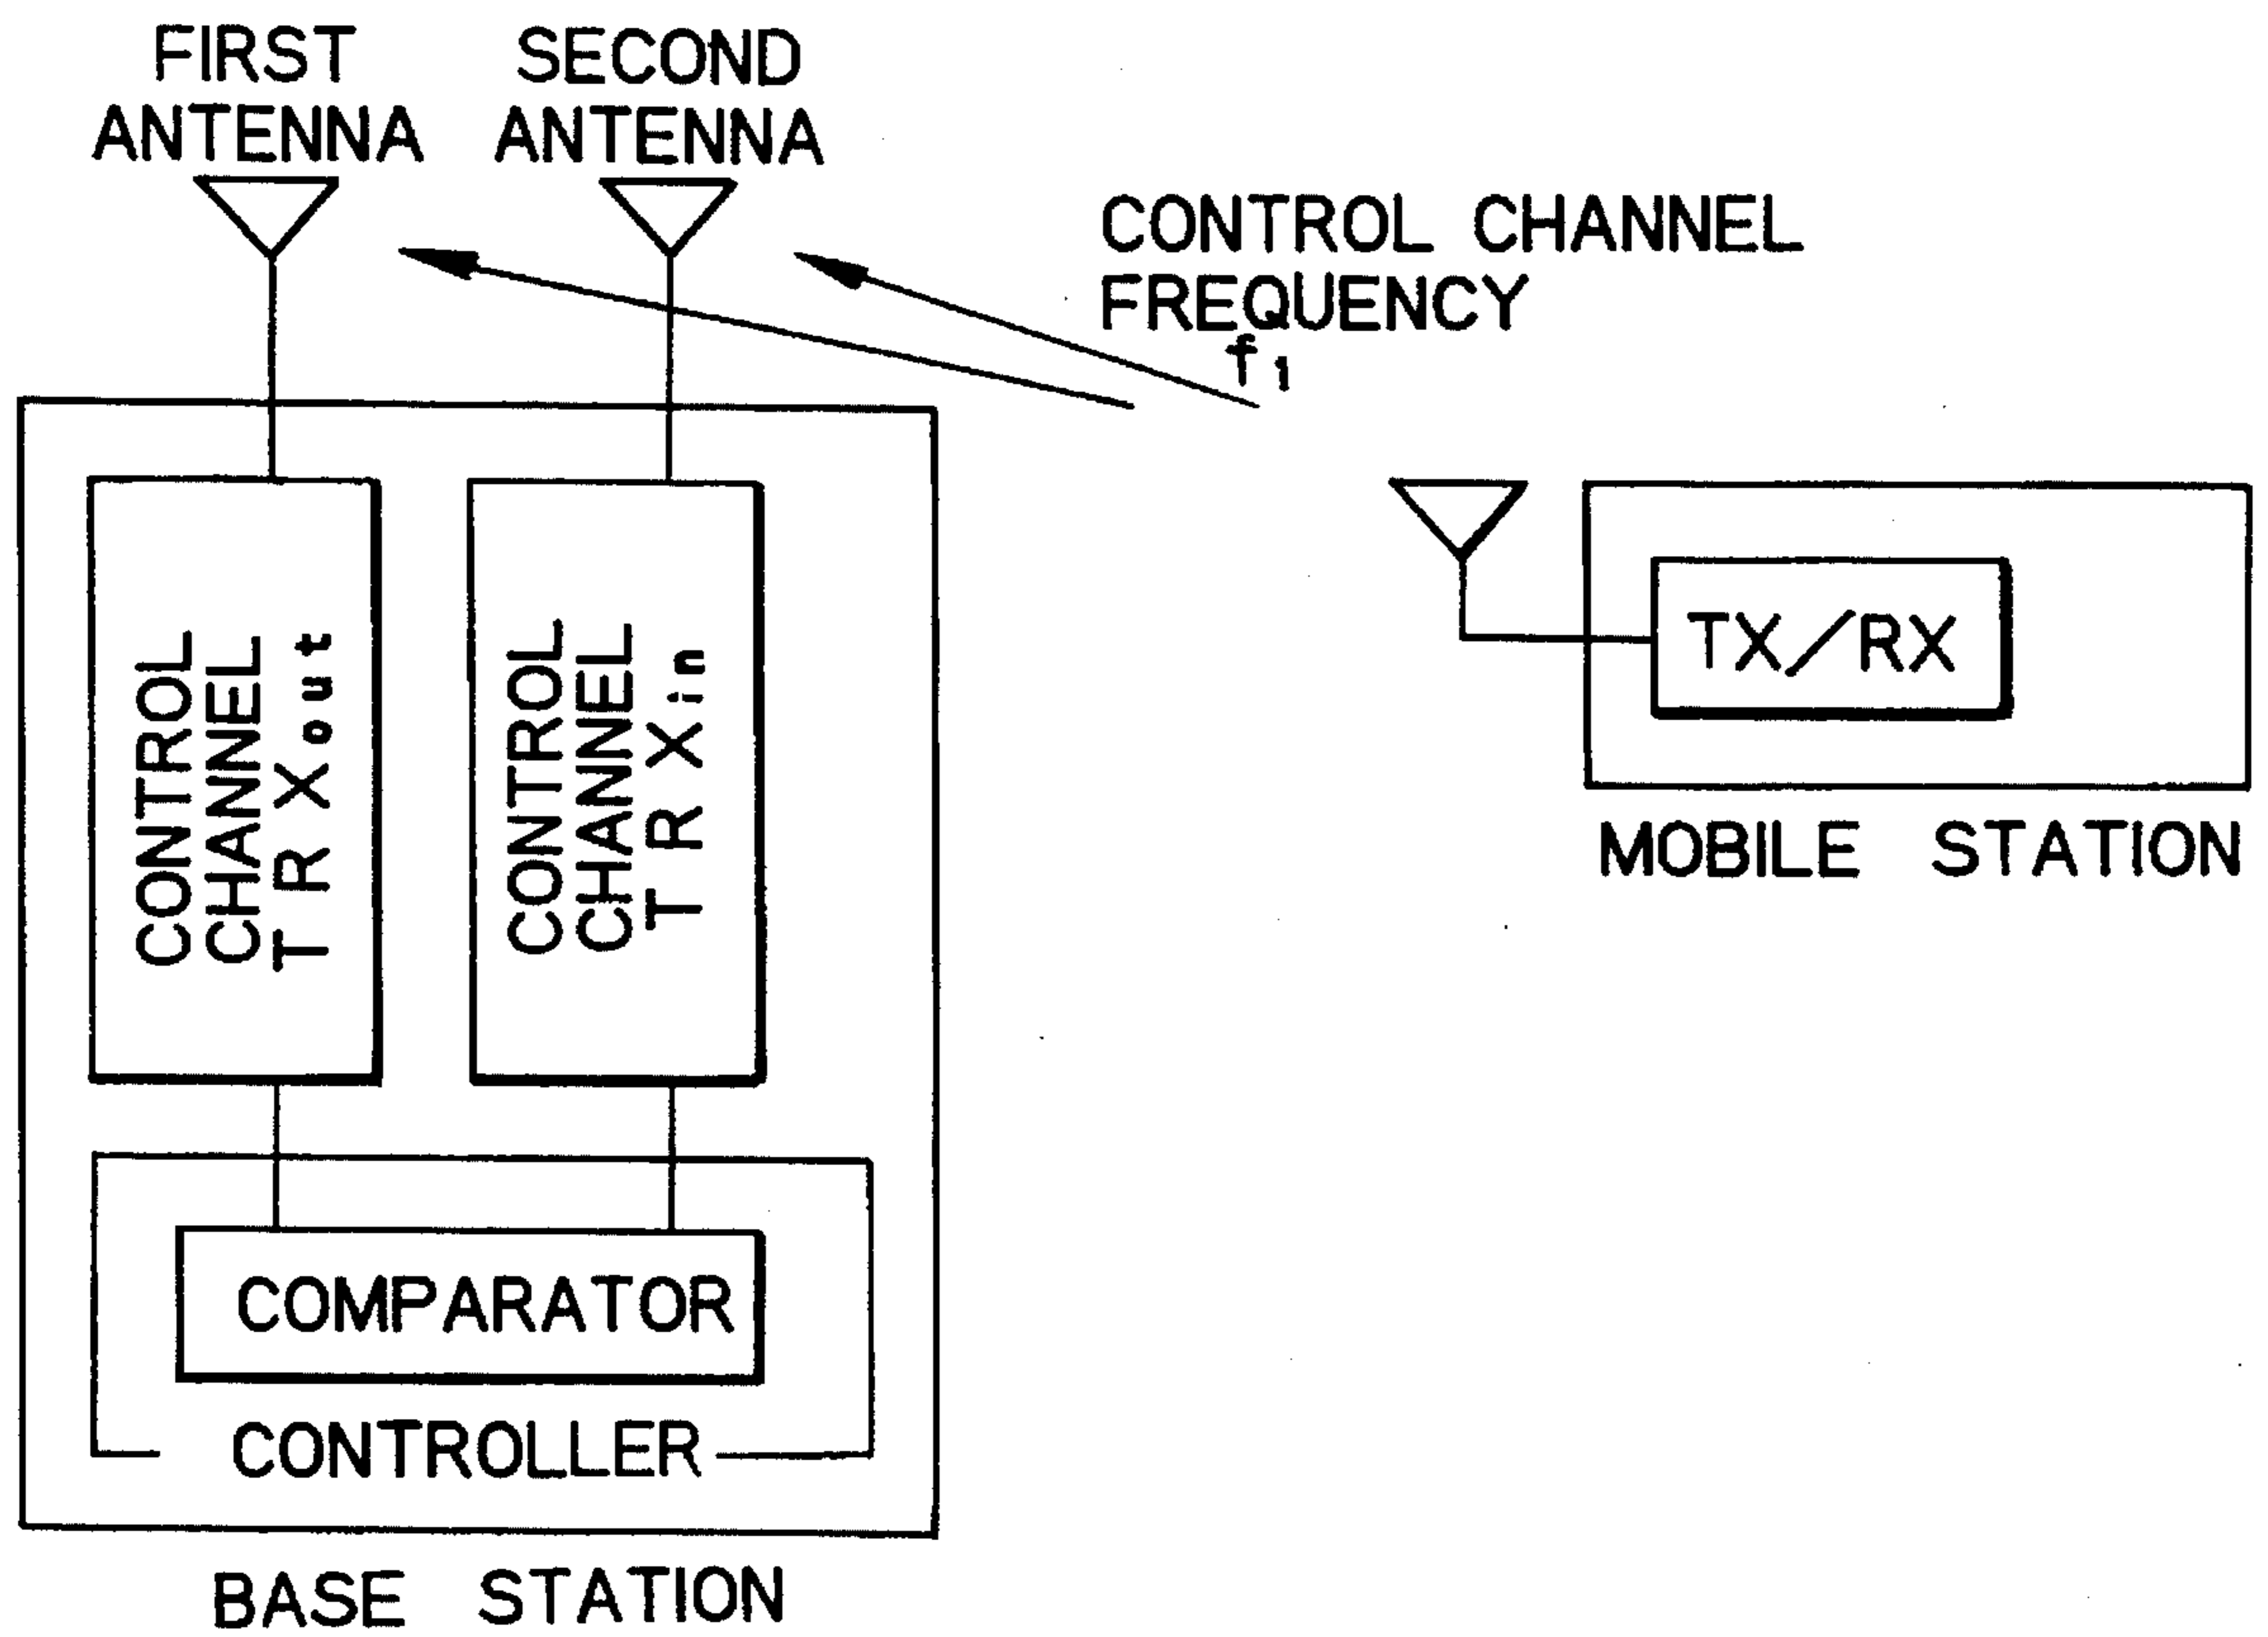 FIRST
ANTENNA
SECOND
ANTENNA
CONTROL CHANNEL
FREQUENCY
f1
CONTROL
CHANNEL
TRXout
CONTROL
CHANNEL
TRXin
TX/RX
MOBILE STATION
COMPARATOR
CONTROLLER
BASE STATION